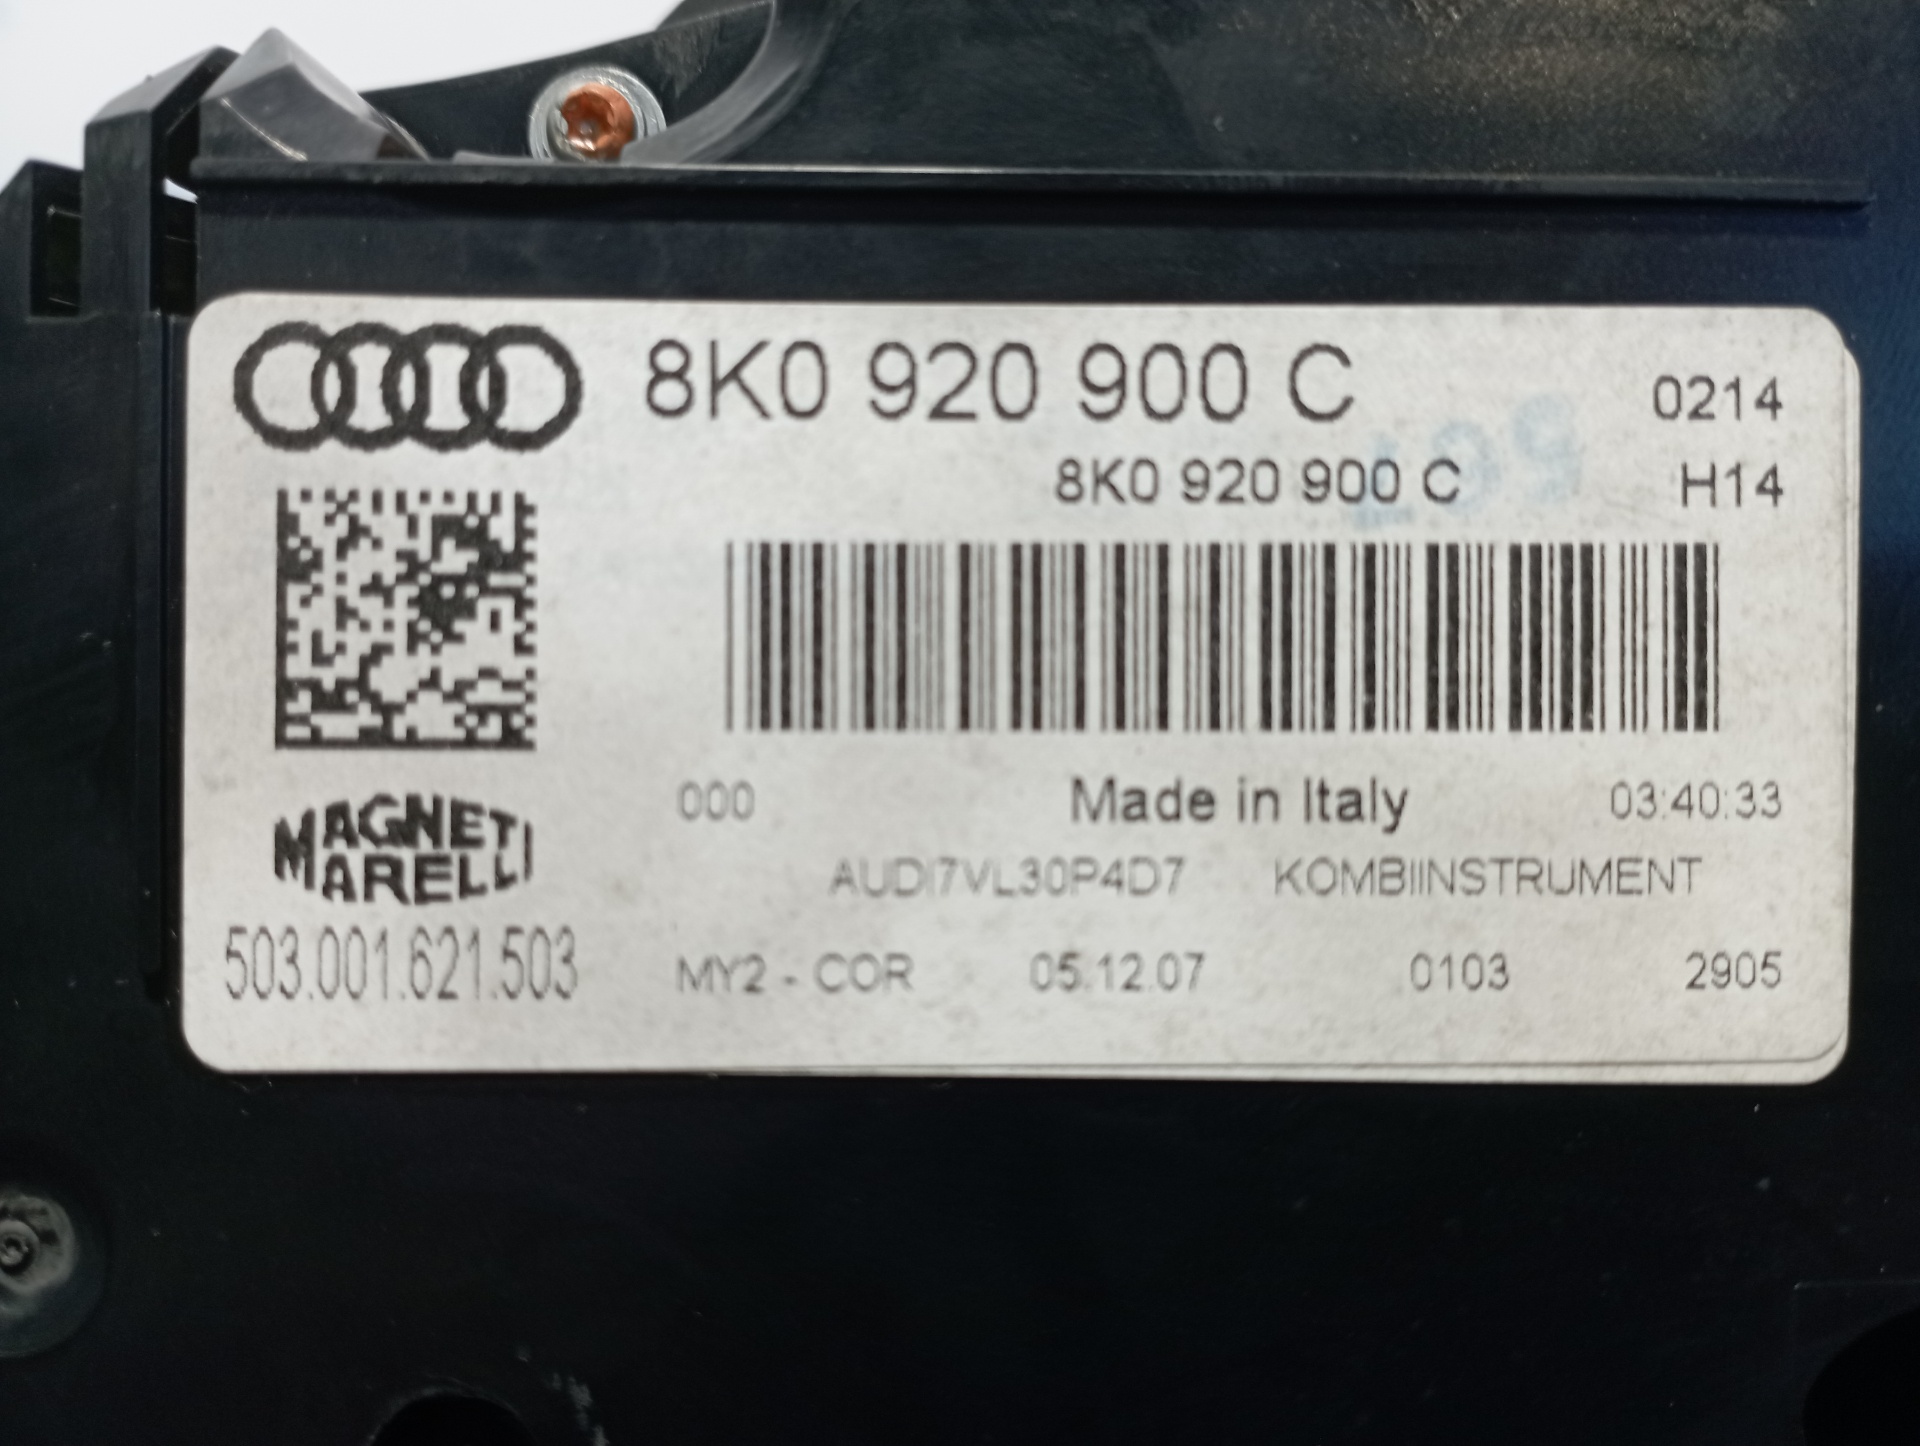 8K0 920 900 C 0214
8K0 920 900 C H14
000 Made in Italy 03:40:33
MAGNETI
MARELLI
AUDI7VL30P4D7 KOMBIINSTRUMENT
503.001.621.503 MY2 - COR 05.12.07 0103 2905